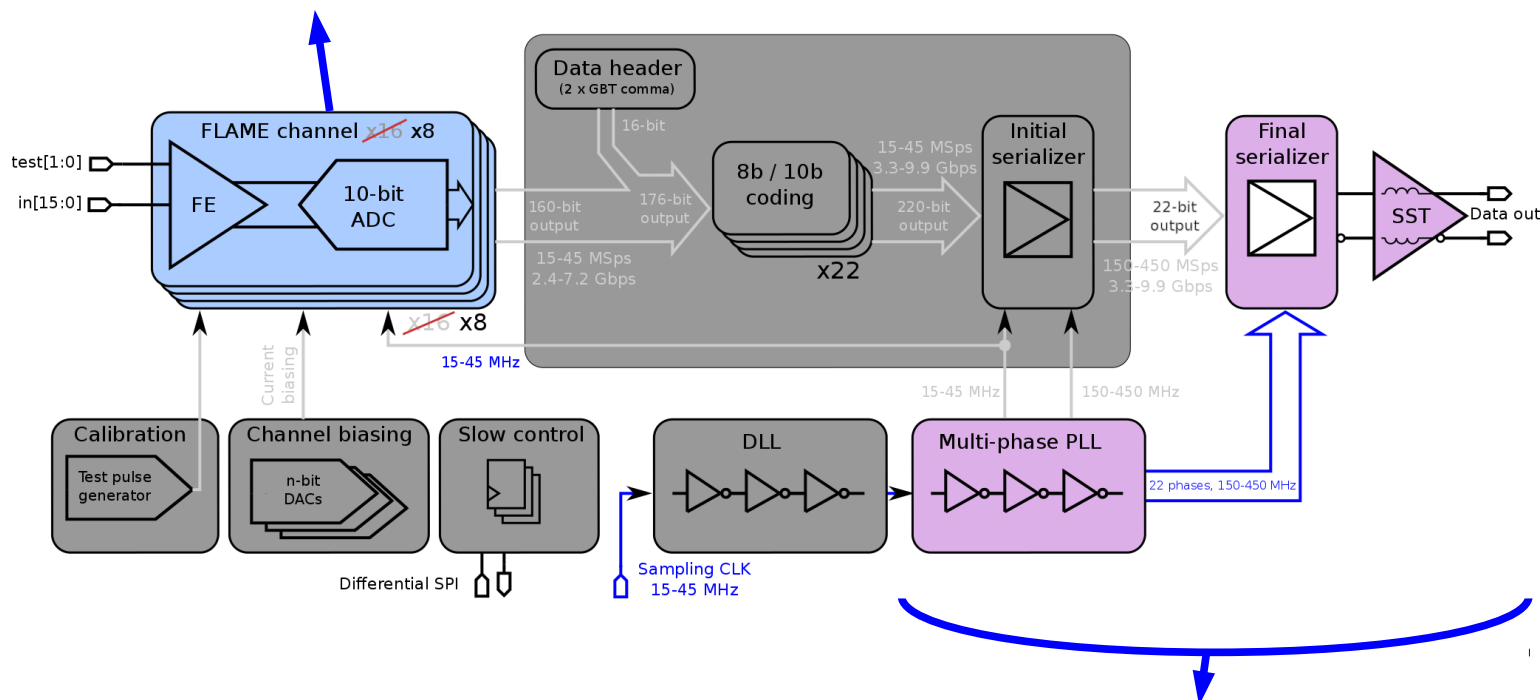 Data header
(2 x GBT comma)
16-bit
FLAME channel x16 x8
test[1:0]
in[15:0]
FE
10-bit
ADC
160-bit
output
15-45 MSps
2.4-7.2 Gbps
176-bit
output
8b / 10b
coding
x22
15-45 MSps
3.3-9.9 Gbps
220-bit
output
Initial
serializer
22-bit
output
150-450 MSps
3.3-9.9 Gbps
Final
serializer
SST
Data out
x16 x8
15-45 MHz
Current
biasing
15-45 MHz
150-450 MHz
Calibration
Test pulse
generator
Channel biasing
n-bit
DACs
Slow control
Differential SPI
DLL
Sampling CLK
15-45 MHz
Multi-phase PLL
22 phases, 150-450 MHz